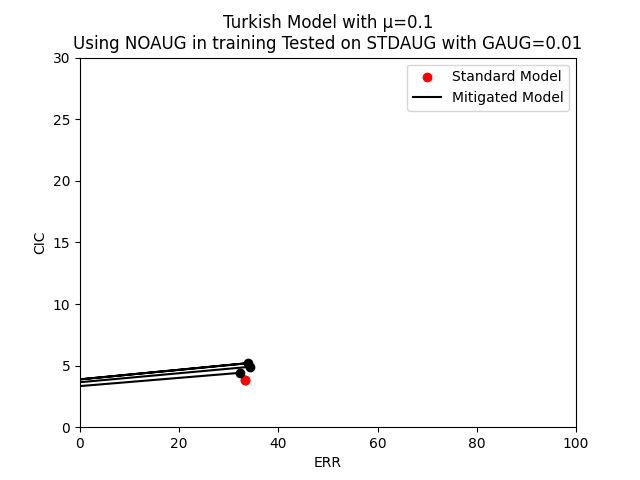 Turkish Model with μ=0.1
Using NOAUG in training Tested on STDAUG with GAUG=0.01
Standard Model
Mitigated Model
CIC
30
25
20
15
10
5
0
0 20 40 60 80 100
ERR